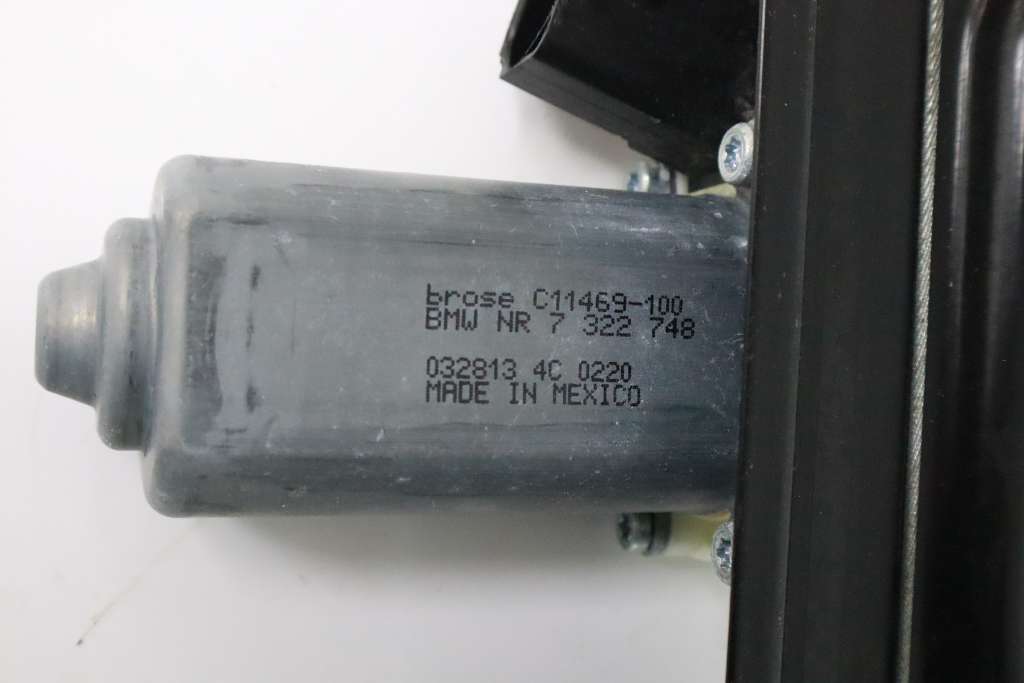 brose C11469-100
BMW NR 7 322 748
032813 4C 0220
MADE IN MEXICO